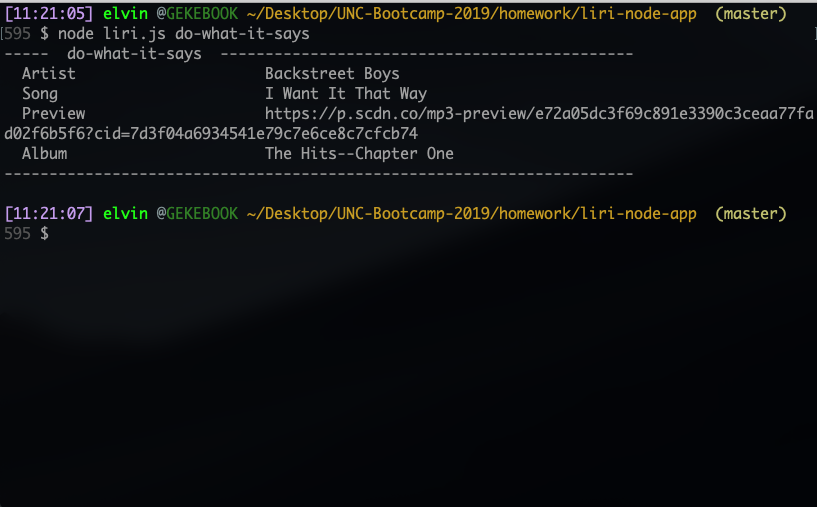 [11:21:05] elvin @GEKEBOOK ~/Desktop/UNC-Bootcamp-2019/homework/liri-node-app (master)
[595 $ node liri.js do-what-it-says ]
----- do-what-it-says ----------------------------------------------
Artist Backstreet Boys
Song I Want It That Way
Preview https://p.scdn.co/mp3-preview/e72a05dc3f69c891e3390c3ceaa77fa
d02f6b5f6?cid=7d3f04a6934541e79c7e6ce8c7cfcb74
Album The Hits--Chapter One
----------------------------------------------------------------------
[11:21:07] elvin @GEKEBOOK ~/Desktop/UNC-Bootcamp-2019/homework/liri-node-app (master)
595 $